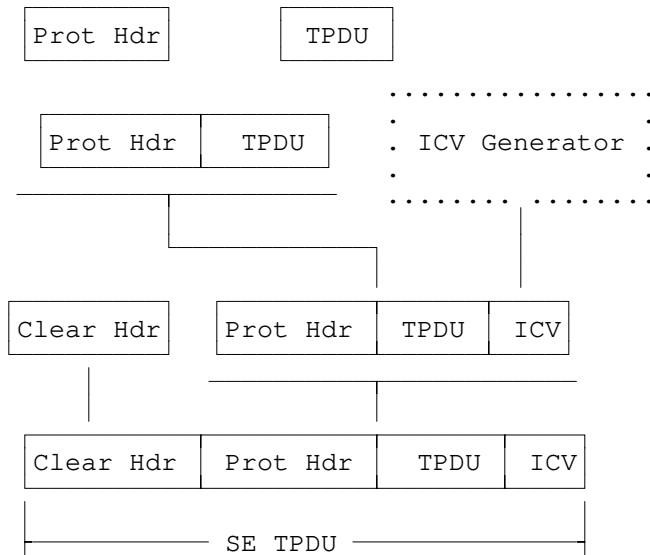 Prot Hdr TPDU
Prot Hdr TPDU ICV Generator
Clear Hdr Prot Hdr TPDU ICV
Clear Hdr Prot Hdr TPDU ICV
SE TPDU